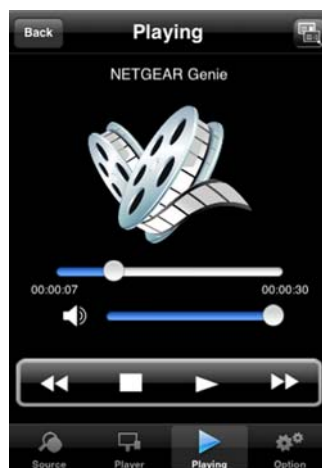 Back
Playing
NETGEAR Genie
00:00:07
00:00:30
Source
Player
Playing
Option